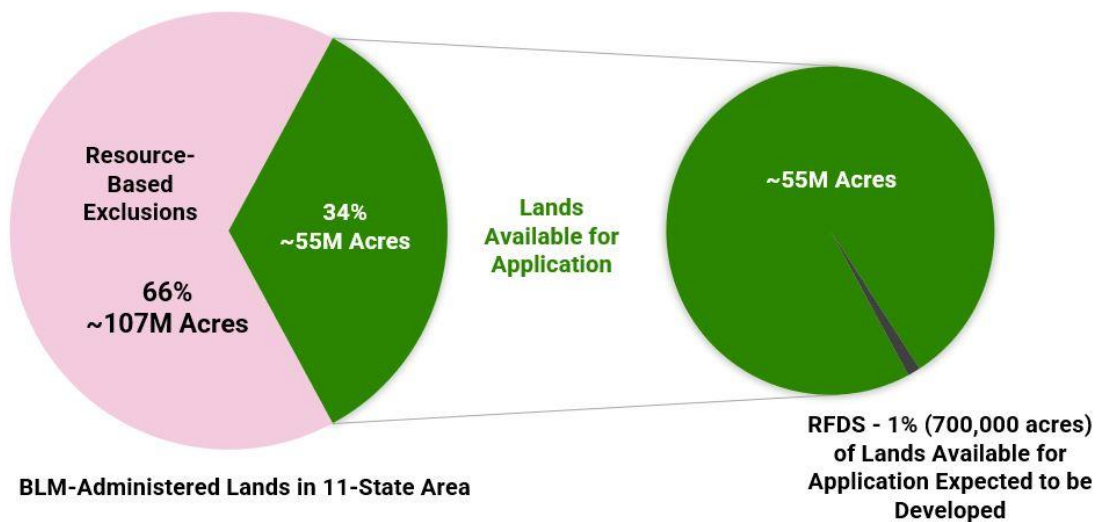 Resource-
Based
Exclusions
66%
~107M Acres
34%
~55M Acres
Lands
Available for
Application
~55M Acres
BLM-Administered Lands in 11-State Area
RFDS - 1% (700,000 acres)
of Lands Available for
Application Expected to be
Developed